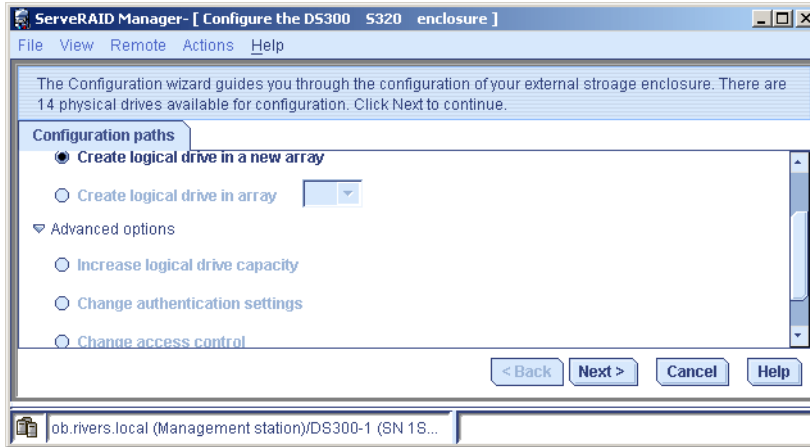 ServeRAID Manager- [ Configure the DS300 S320 enclosure ]
File View Remote Actions Help
The Configuration wizard guides you through the configuration of your external stroage enclosure. There are
14 physical drives available for configuration. Click Next to continue.
Configuration paths
Create logical drive in a new array
Create logical drive in array
Advanced options
Increase logical drive capacity
Change authentication settings
Change access control
< Back Next > Cancel Help
ob.rivers.local (Management station)/DS300-1 (SN 1S...